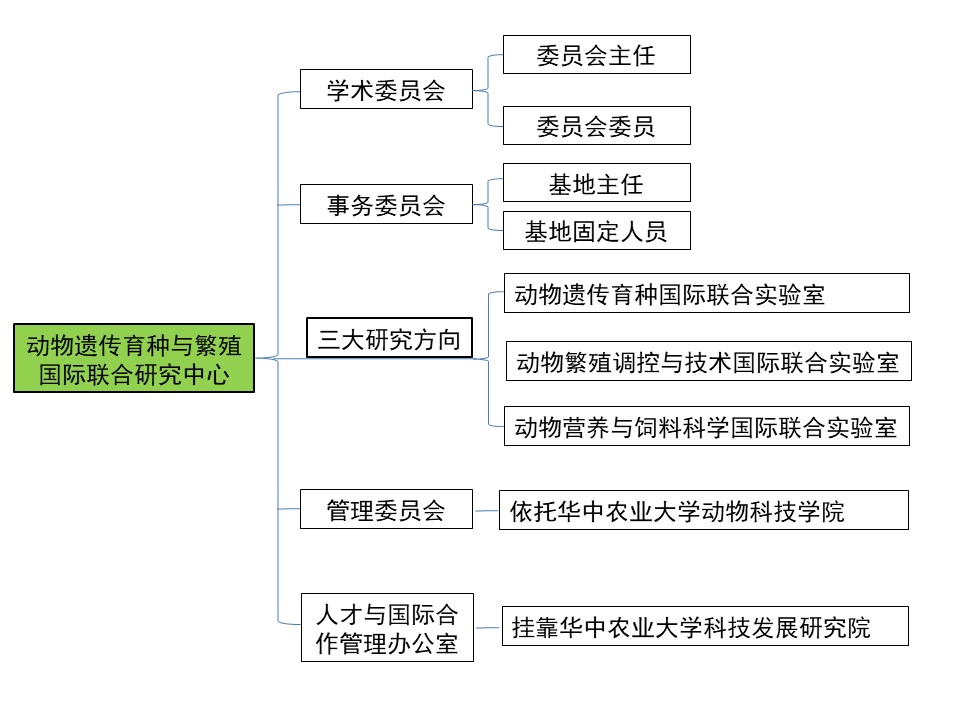 动物遗传育种与繁殖
国际联合研究中心
学术委员会
委员会主任
委员会委员
事务委员会
基地主任
基地固定人员
三大研究方向
动物遗传育种国际联合实验室
动物繁殖调控与技术国际联合实验室
动物营养与饲料科学国际联合实验室
管理委员会
依托华中农业大学动物科技学院
人才与国际合
作管理办公室
挂靠华中农业大学科技发展研究院